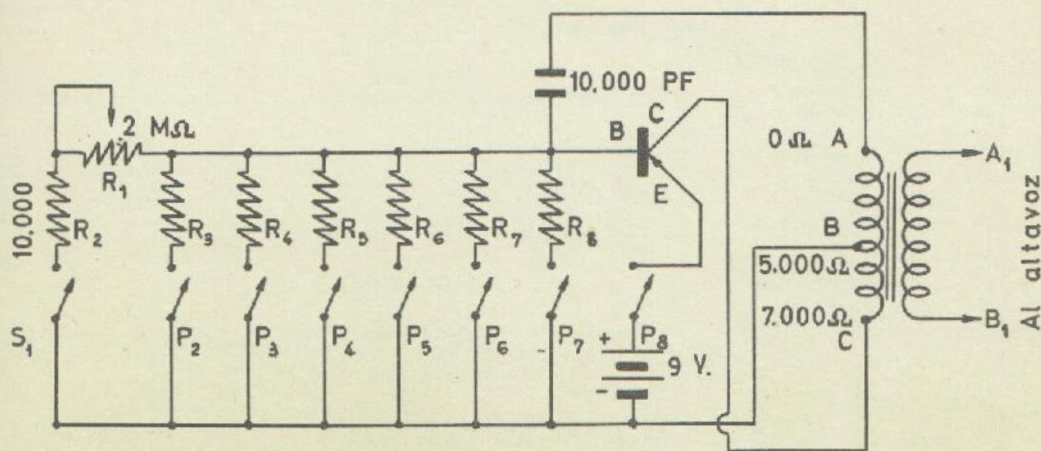 10.000 PF
C
B
E
2 MΩ
R₁
10.000
R₂
R₃
R₄
R₅
R₆
R₇
R₈
0 Ω A
B
5.000 Ω
7.000 Ω
C
A₁
B₁
Al altavoz
S₁
P₂
P₃
P₄
P₅
P₆
P₇
P₈
+
-
9 V.